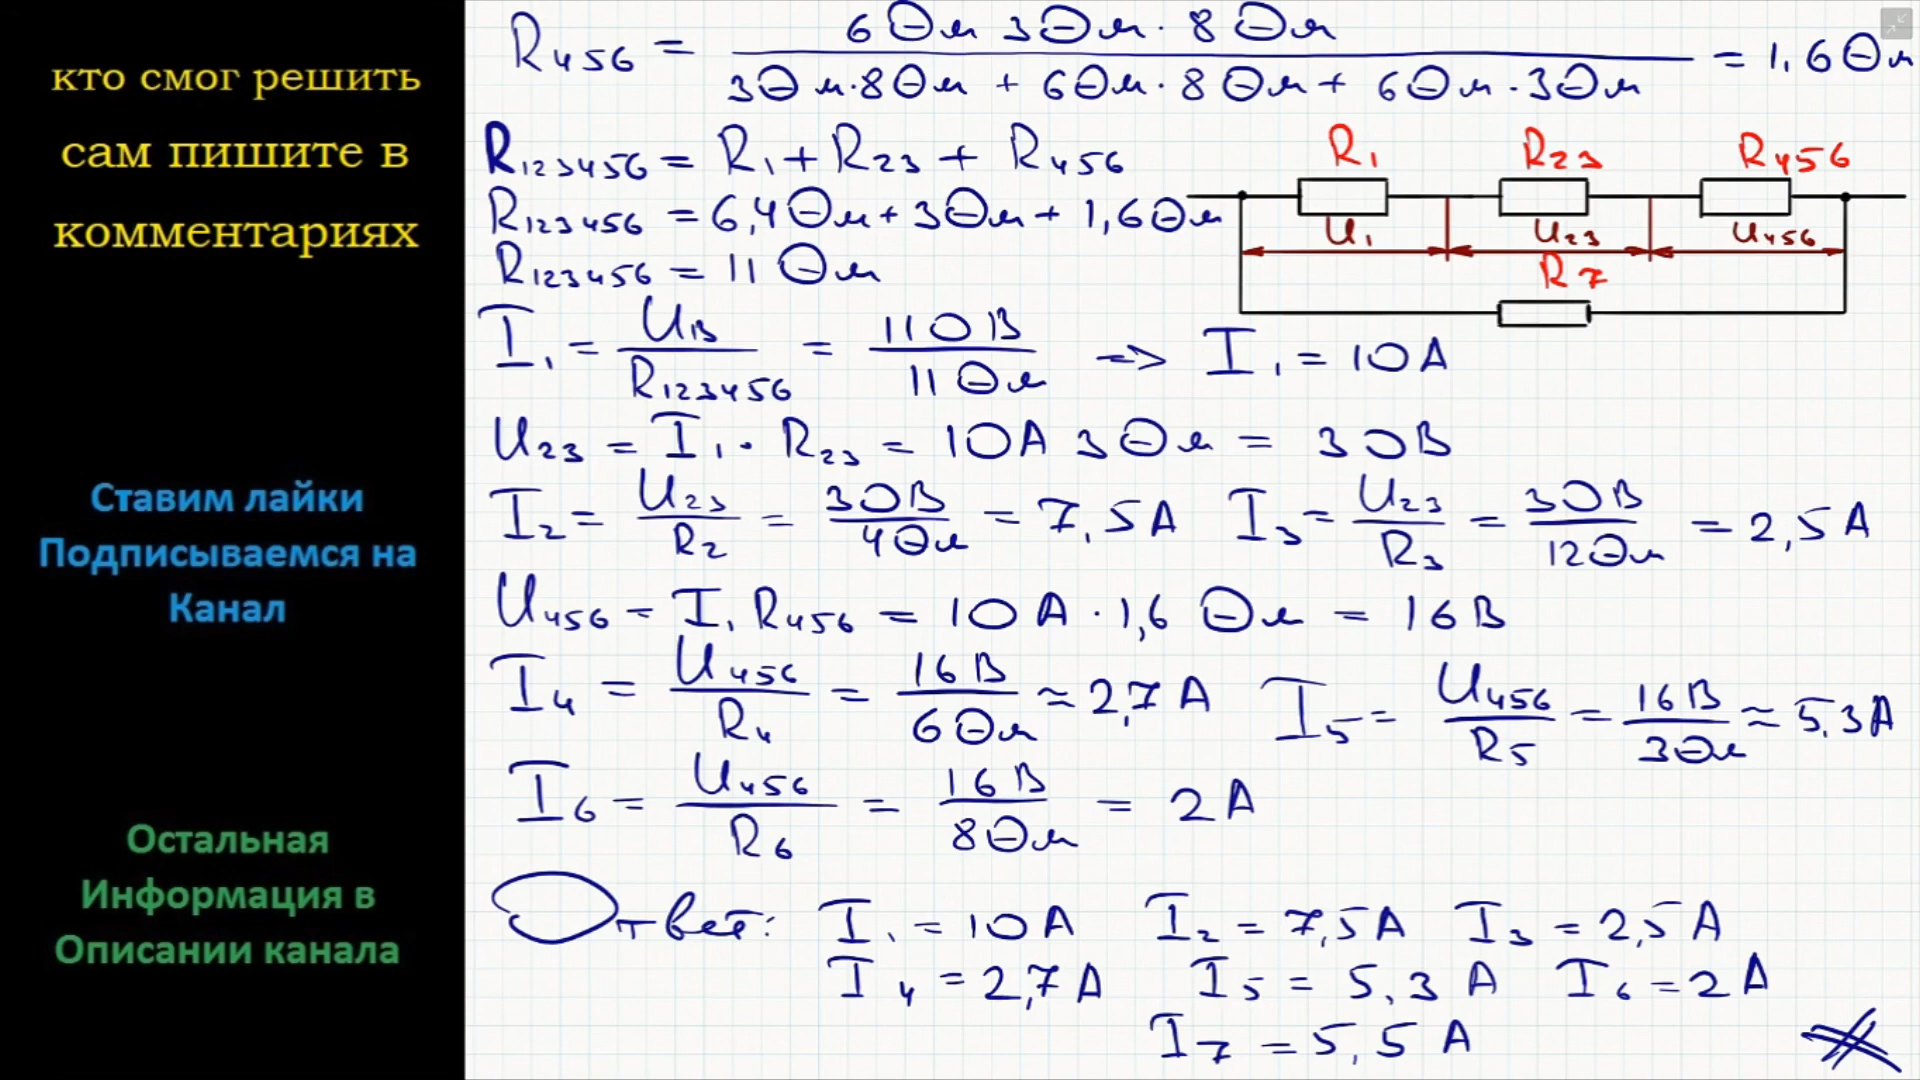 кто смог решить
сам пишите в
комментариях
Ставим лайки
Подписываемся на
Канал
Остальная
Информация в
Описании канала
R456 = 6 Ом 3 Ом · 8 Ом / 3 Ом · 8 Ом + 6 Ом · 8 Ом + 6 Ом · 3 Ом = 1,6 Ом
R123456 = R1 + R23 + R456
R123456 = 6,4 Ом + 3 Ом + 1,6 Ом
R123456 = 11 Ом
R1 R23 R456
U1 U23 U456
R7
I1 = UB / R123456 = 110 В / 11 Ом => I1 = 10 А
U23 = I1 · R23 = 10 А 3 Ом = 30 В
I2 = U23 / R2 = 30 В / 4 Ом = 7,5 А I3 = U23 / R3 = 30 В / 12 Ом = 2,5 А
U456 = I1 R456 = 10 А · 1,6 Ом = 16 В
I4 = U456 / R4 = 16 В / 6 Ом ≈ 2,7 А I5 = U456 / R5 = 16 В / 3 Ом ≈ 5,3 А
I6 = U456 / R6 = 16 В / 8 Ом = 2 А
Ответ: I1 = 10 А I2 = 7,5 А I3 = 2,5 А
I4 = 2,7 А I5 = 5,3 А I6 = 2 А
I7 = 5,5 А